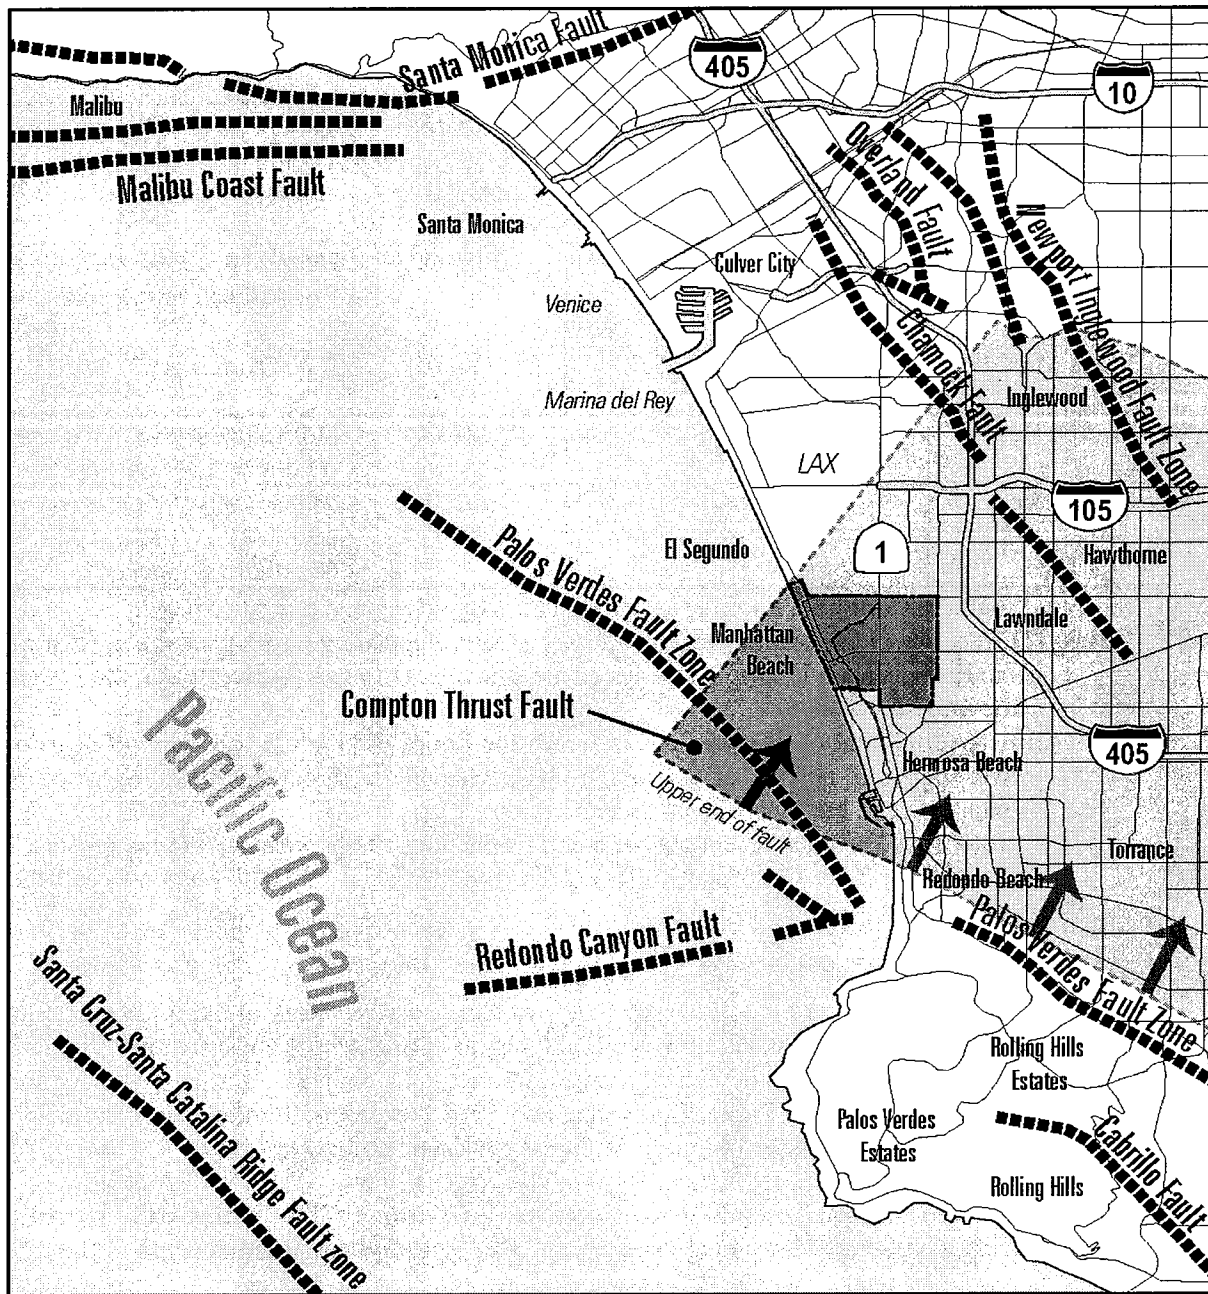 Santa Monica Fault
405
10
Malibu
Malibu Coast Fault
Overland Fault
Newport Inglewood Fault Zone
Santa Monica
Culver City
Venice
Charnock Fault
Marina del Rey
Inglewood
LAX
105
Palos Verdes Fault Zone
El Segundo
1
Hawthorne
Lawndale
Manhattan
Beach
Compton Thrust Fault
Pacific Ocean
405
Hermosa Beach
Upper end of fault
Torrance
Redondo Beach
Redondo Canyon Fault
Palos Verdes Fault Zone
Santa Cruz-Santa Catalina Ridge Fault zone
Rolling Hills
Estates
Palos Verdes
Estates
Cabrillo Fault
Rolling Hills